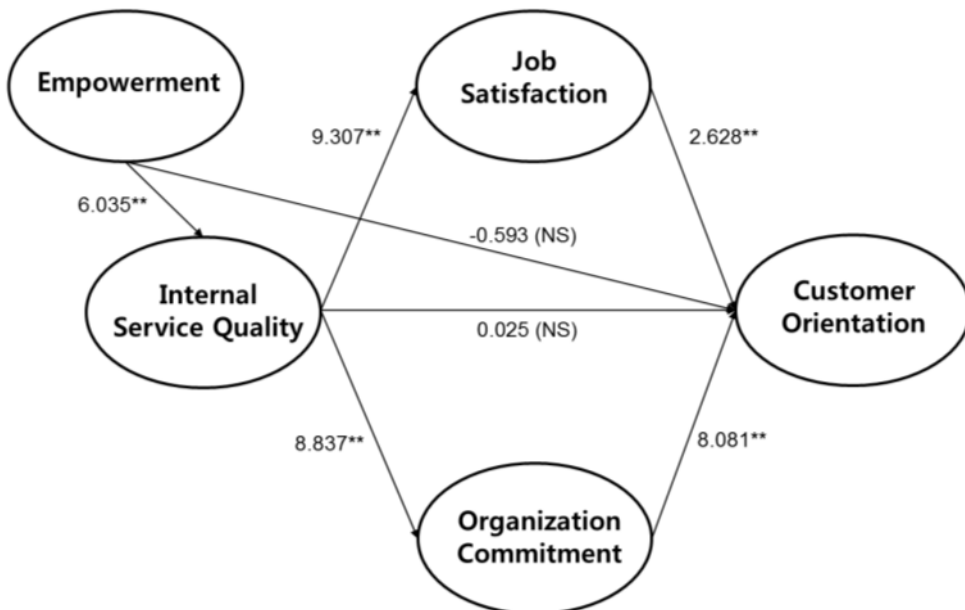 Empowerment
Job
Satisfaction
9.307**
2.628**
6.035**
-0.593 (NS)
Internal
Service Quality
Customer
Orientation
0.025 (NS)
8.837**
8.081**
Organization
Commitment